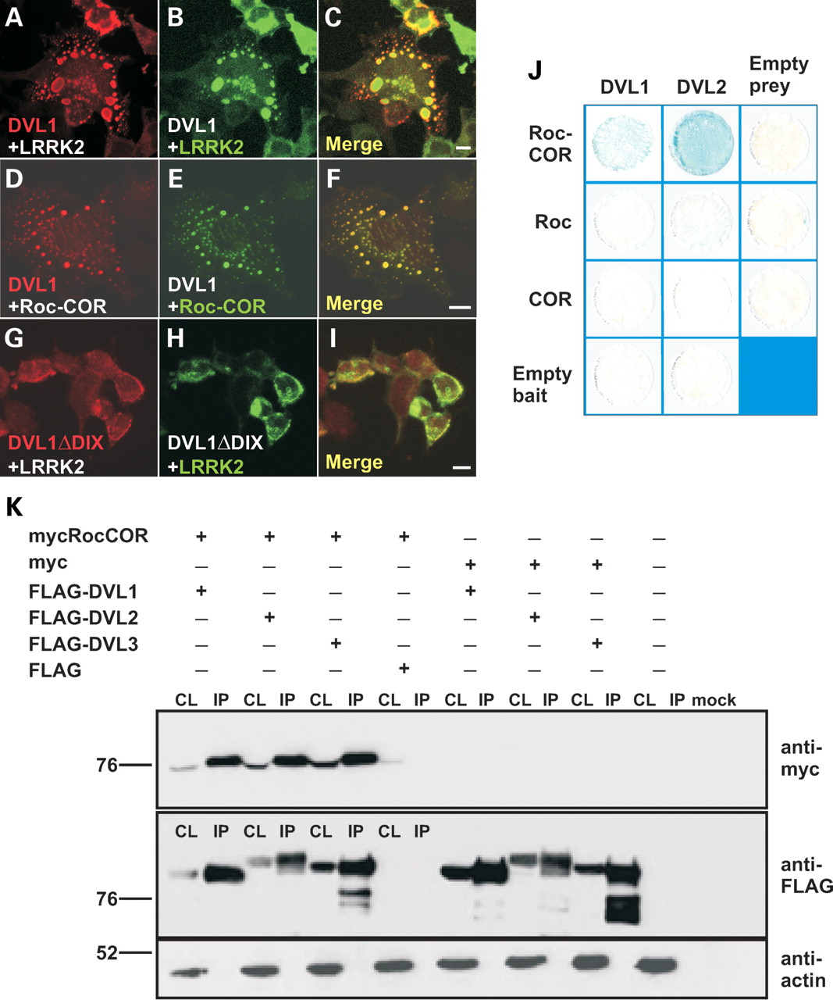 A
B
C
DVL1
+LRRK2
DVL1
+LRRK2
Merge
D
E
F
DVL1
+Roc-COR
DVL1
+Roc-COR
Merge
G
H
I
DVL1ΔDIX
+LRRK2
DVL1ΔDIX
+LRRK2
Merge
J
DVL1 DVL2 Empty prey
Roc-
COR
Roc
COR
Empty
bait
K
mycRocCOR + + + + — — — —
myc — — — — + + + —
FLAG-DVL1 + — — — + — — —
FLAG-DVL2 — + — — — + — —
FLAG-DVL3 — — + — — — + —
FLAG — — — + — — — —
CL IP CL IP CL IP CL IP CL IP CL IP CL IP CL IP mock
76
anti-
myc
CL IP CL IP CL IP CL IP
76
anti-
FLAG
52
anti-
actin